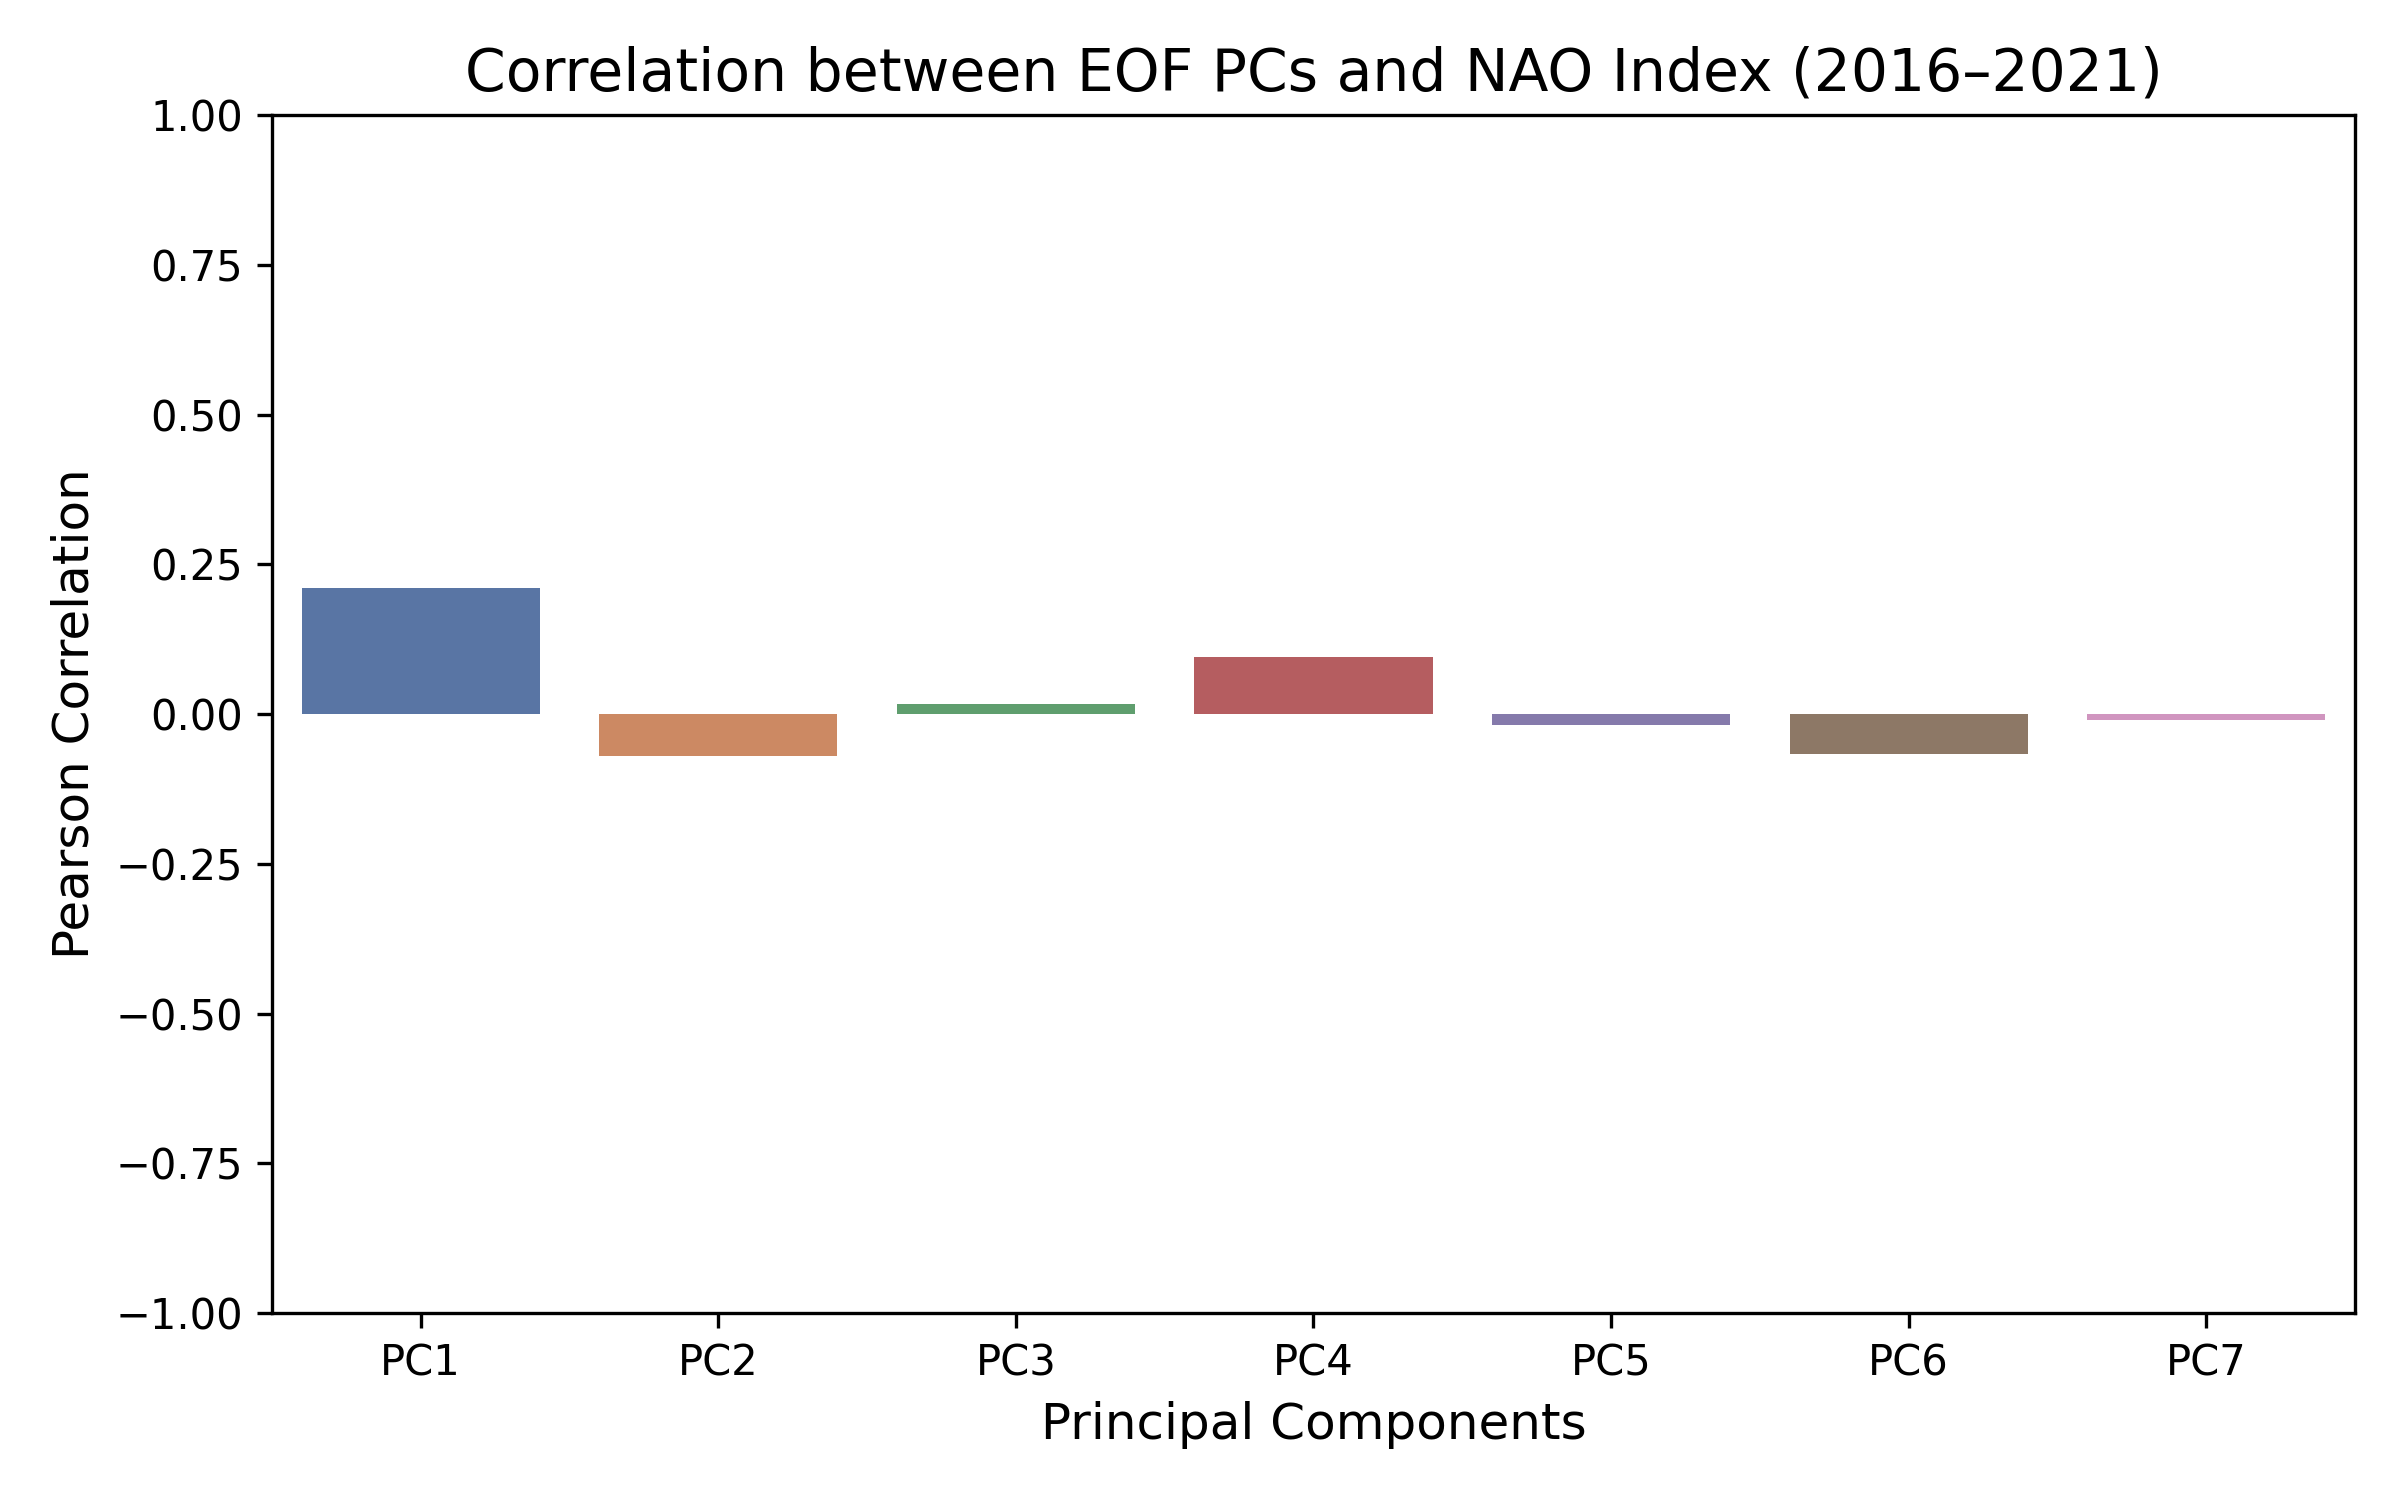 Correlation between EOF PCs and NAO Index (2016–2021)
1.00
0.75
0.50
0.25
0.00
−0.25
−0.50
−0.75
−1.00
Pearson Correlation
PC1 PC2 PC3 PC4 PC5 PC6 PC7
Principal Components